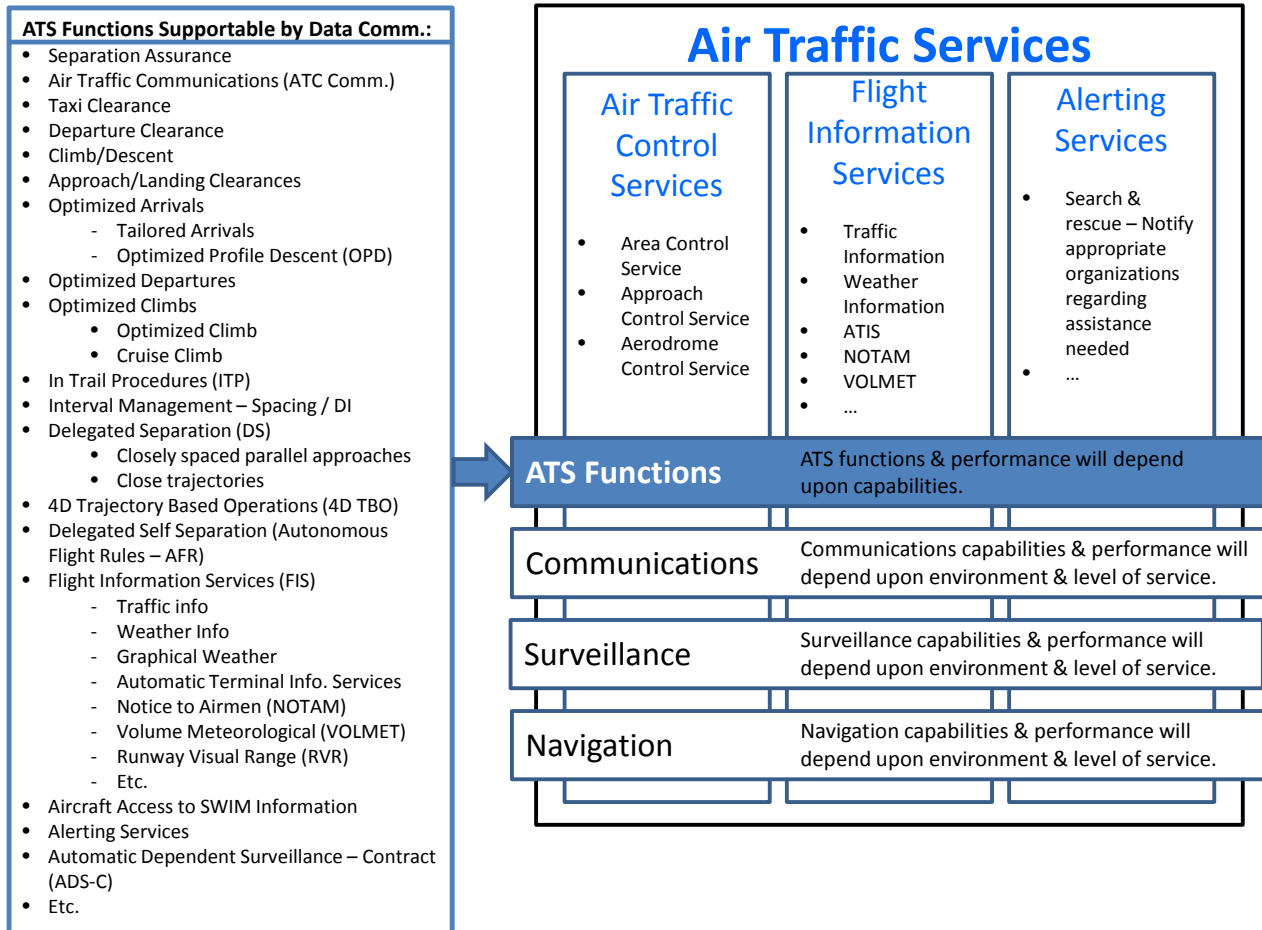 ATS Functions Supportable by Data Comm.:
• Separation Assurance
• Air Traffic Communications (ATC Comm.)
• Taxi Clearance
• Departure Clearance
• Climb/Descent
• Approach/Landing Clearances
• Optimized Arrivals
- Tailored Arrivals
- Optimized Profile Descent (OPD)
• Optimized Departures
• Optimized Climbs
• Optimized Climb
• Cruise Climb
• In Trail Procedures (ITP)
• Interval Management – Spacing / DI
• Delegated Separation (DS)
• Closely spaced parallel approaches
• Close trajectories
• 4D Trajectory Based Operations (4D TBO)
• Delegated Self Separation (Autonomous
Flight Rules – AFR)
• Flight Information Services (FIS)
- Traffic info
- Weather Info
- Graphical Weather
- Automatic Terminal Info. Services
- Notice to Airmen (NOTAM)
- Volume Meteorological (VOLMET)
- Runway Visual Range (RVR)
- Etc.
• Aircraft Access to SWIM Information
• Alerting Services
• Automatic Dependent Surveillance – Contract
(ADS-C)
• Etc.
Air Traffic Services
Air Traffic
Control
Services
• Area Control
Service
• Approach
Control Service
• Aerodrome
Control Service
Flight
Information
Services
• Traffic
Information
• Weather
Information
• ATIS
• NOTAM
• VOLMET
• ...
Alerting
Services
• Search &
rescue – Notify
appropriate
organizations
regarding
assistance
needed
• ...
ATS Functions
ATS functions & performance will depend
upon capabilities.
Communications
Communications capabilities & performance will
depend upon environment & level of service.
Surveillance
Surveillance capabilities & performance will
depend upon environment & level of service.
Navigation
Navigation capabilities & performance will
depend upon environment & level of service.